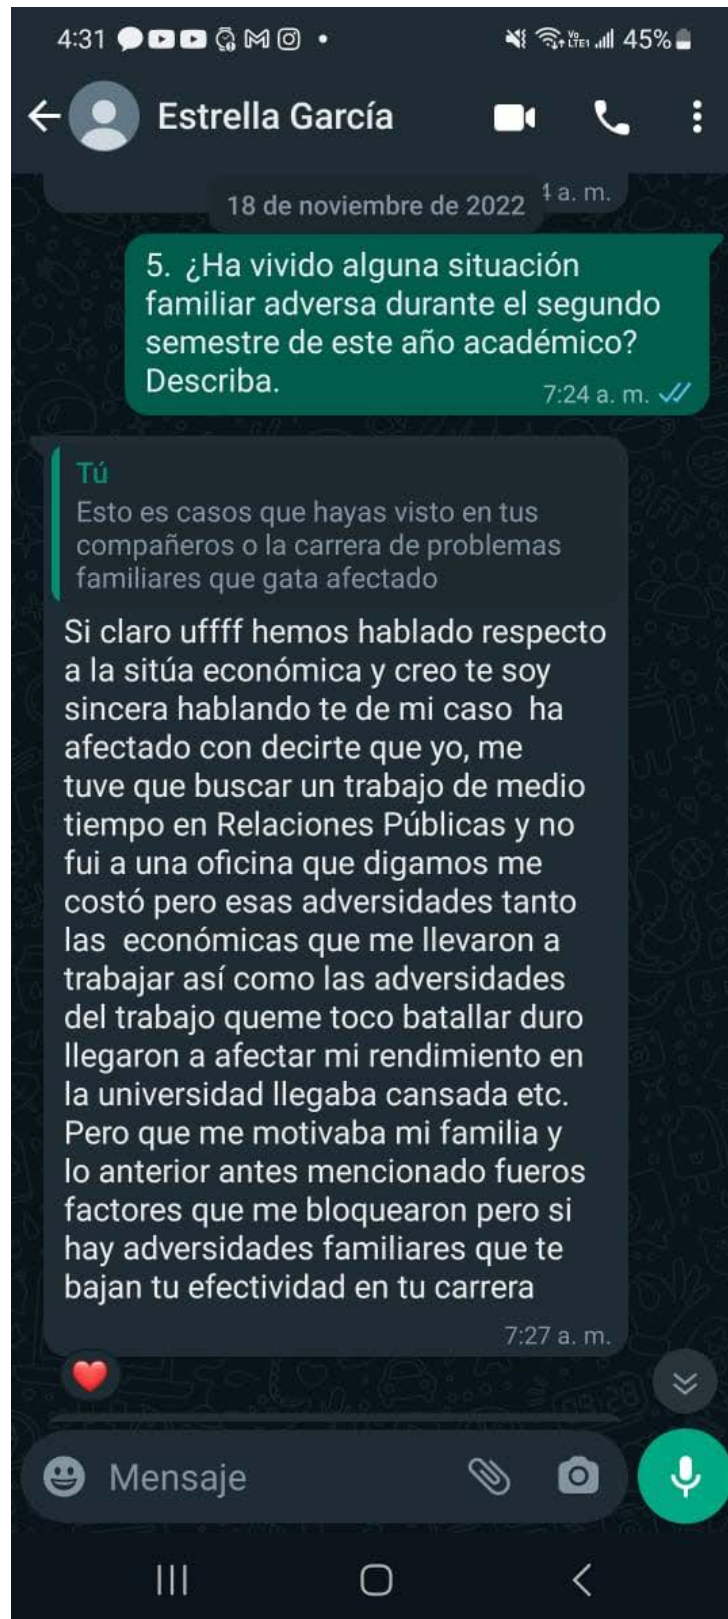 4:31
45%
Estrella García
4 a. m.
18 de noviembre de 2022
5. ¿Ha vivido alguna situación
familiar adversa durante el segundo
semestre de este año académico?
Describa.
7:24 a. m.
Tú
Esto es casos que hayas visto en tus
compañeros o la carrera de problemas
familiares que gata afectado
Si claro uffff hemos hablado respecto
a la sitúa económica y creo te soy
sincera hablando te de mi caso ha
afectado con decirte que yo, me
tuve que buscar un trabajo de medio
tiempo en Relaciones Públicas y no
fui a una oficina que digamos me
costó pero esas adversidades tanto
las económicas que me llevaron a
trabajar así como las adversidades
del trabajo queme toco batallar duro
llegaron a afectar mi rendimiento en
la universidad llegaba cansada etc.
Pero que me motivaba mi familia y
lo anterior antes mencionado fueros
factores que me bloquearon pero si
hay adversidades familiares que te
bajan tu efectividad en tu carrera
7:27 a. m.
Mensaje